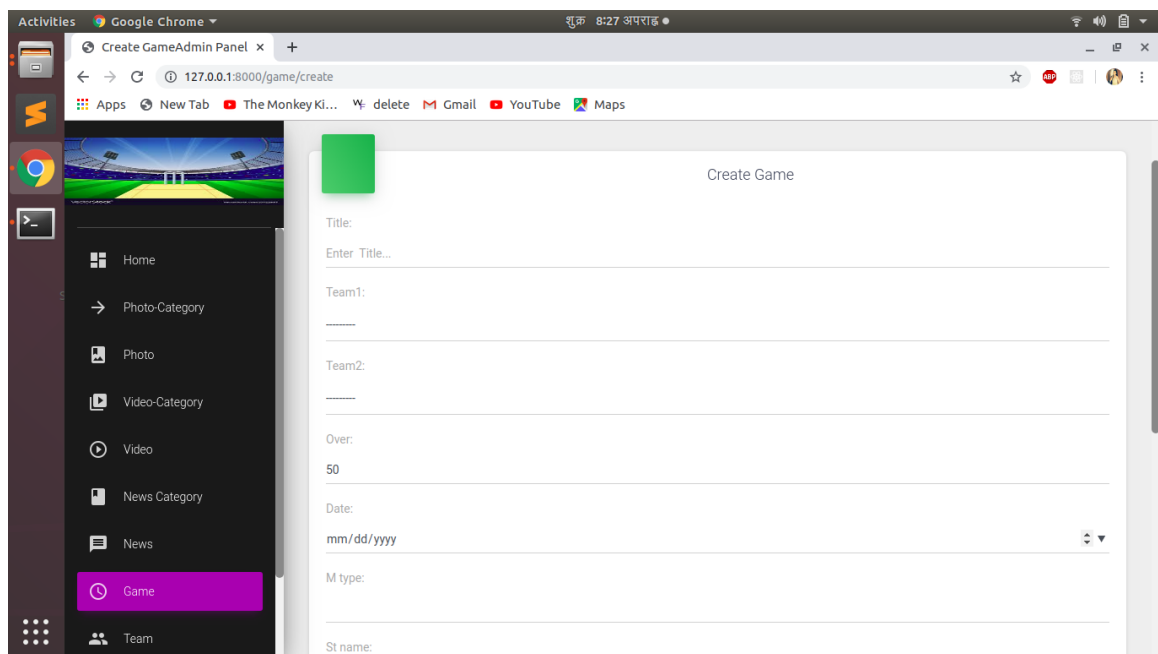 Activities Google Chrome ▾ शुक्र 8:27 अपराह्न
Create GameAdmin Panel
127.0.0.1:8000/game/create
ABP
Apps New Tab The Monkey Ki... delete Gmail YouTube Maps
VectorStock
Create Game
Title:
Enter Title...
Team1:
---------
Team2:
---------
Over:
50
Date:
mm/dd/yyyy
M type:
St name:
Home
Photo-Category
Photo
Video-Category
Video
News Category
News
Game
Team